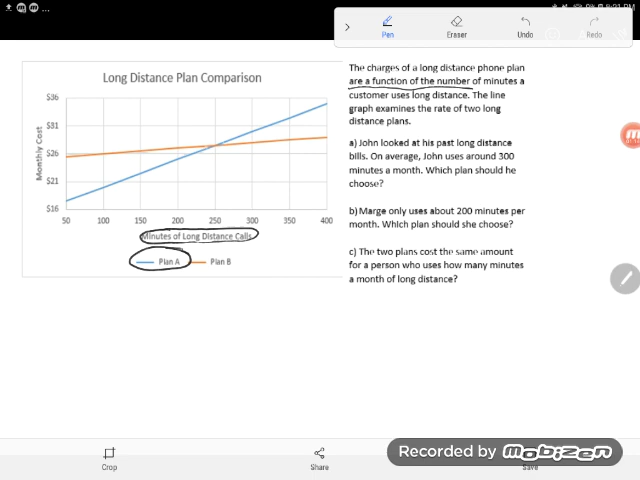 Pen
Eraser
Undo
Redo
Long Distance Plan Comparison
Monthly Cost
$36
$31
$26
$21
$16
50 100 150 200 250 300 350 400
Minutes of Long Distance Calls
Plan A Plan B
The charges of a long distance phone plan
are a function of the number of minutes a
customer uses long distance. The line
graph examines the rate of two long
distance plans.
a) John looked at his past long distance
bills. On average, John uses around 300
minutes a month. Which plan should he
choose?
b) Marge only uses about 200 minutes per
month. Which plan should she choose?
c) The two plans cost the same amount
for a person who uses how many minutes
a month of long distance?
Crop
Share
Save
Recorded by mobizen